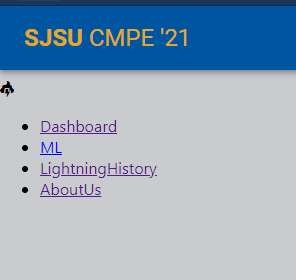 SJSU CMPE '21
Dashboard
ML
LightningHistory
AboutUs